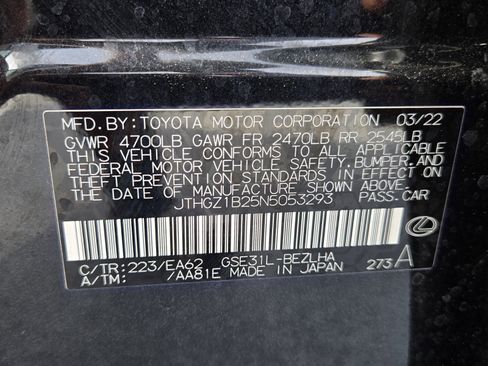 MFD.BY:TOYOTA MOTOR CORPORATION 03/22
GVWR 4700LB GAWR FR 2470LB RR 2545LB
THIS VEHICLE CONFORMS TO ALL APPLICABLE
FEDERAL MOTOR VEHICLE SAFETY,BUMPER,AND
THEFT PREVENTION STANDARDS IN EFFECT ON
THE DATE OF MANUFACTURE SHOWN ABOVE.
JTHGZ1B25N5053293 PASS.CAR
C/TR:223/EA62 GSE31L-BEZLHA
A/TM: /AA81E MADE IN JAPAN 273A